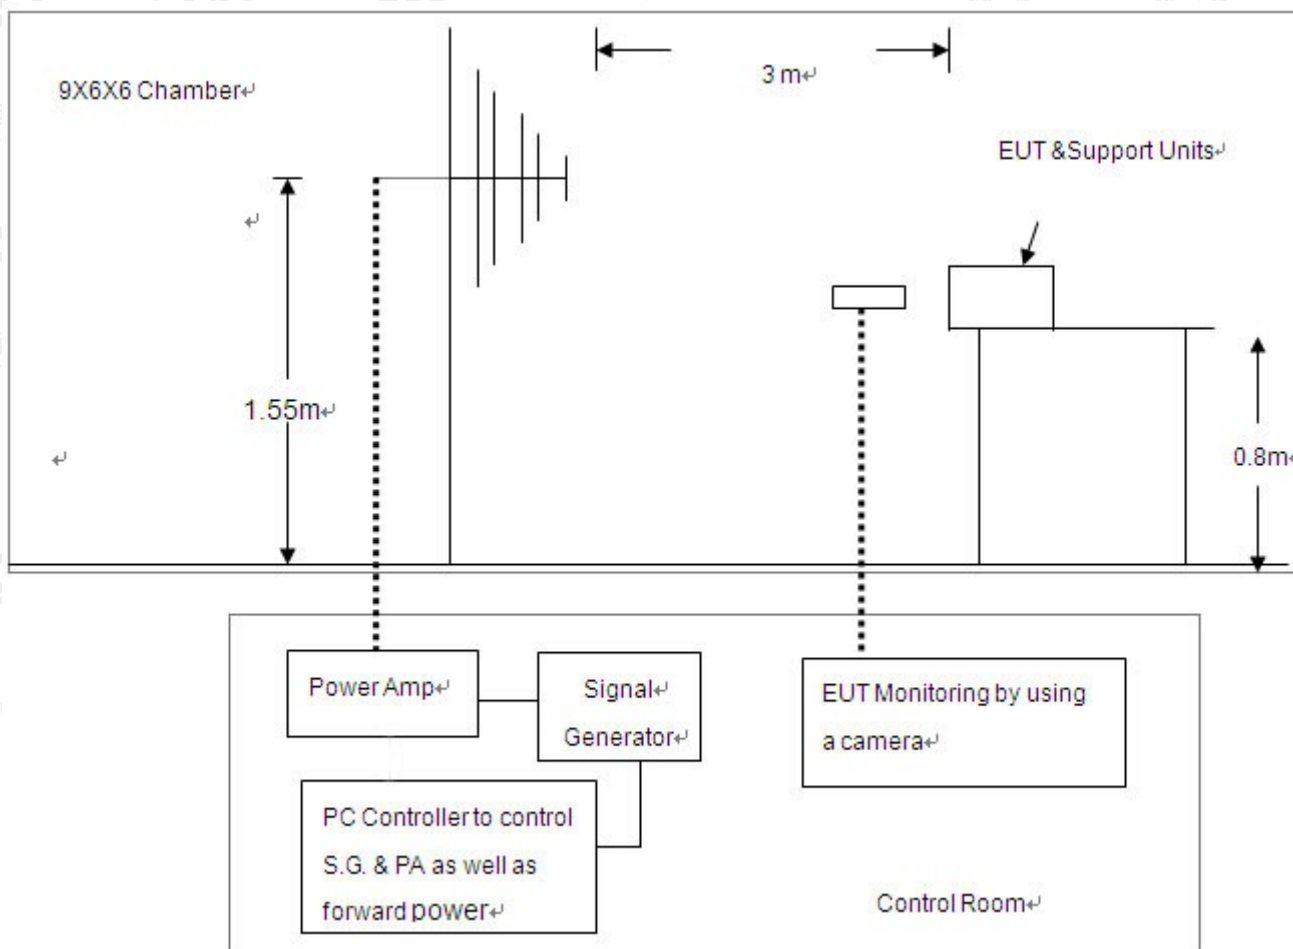 9X6X6 Chamber↵
3 m↵
EUT &Support Units↵
↵
1.55m↵
↵
0.8m↵
Power Amp↵
Signal↵
Generator↵
EUT Monitoring by using
a camera↵
PC Controller to control
S.G. & PA as well as
forward power↵
Control Room↵